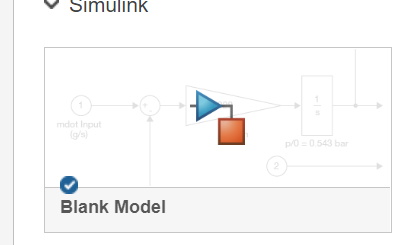 Simulink
1
mdot Input
(g/s)
1
s
p/0 = 0.543 bar
2
Blank Model